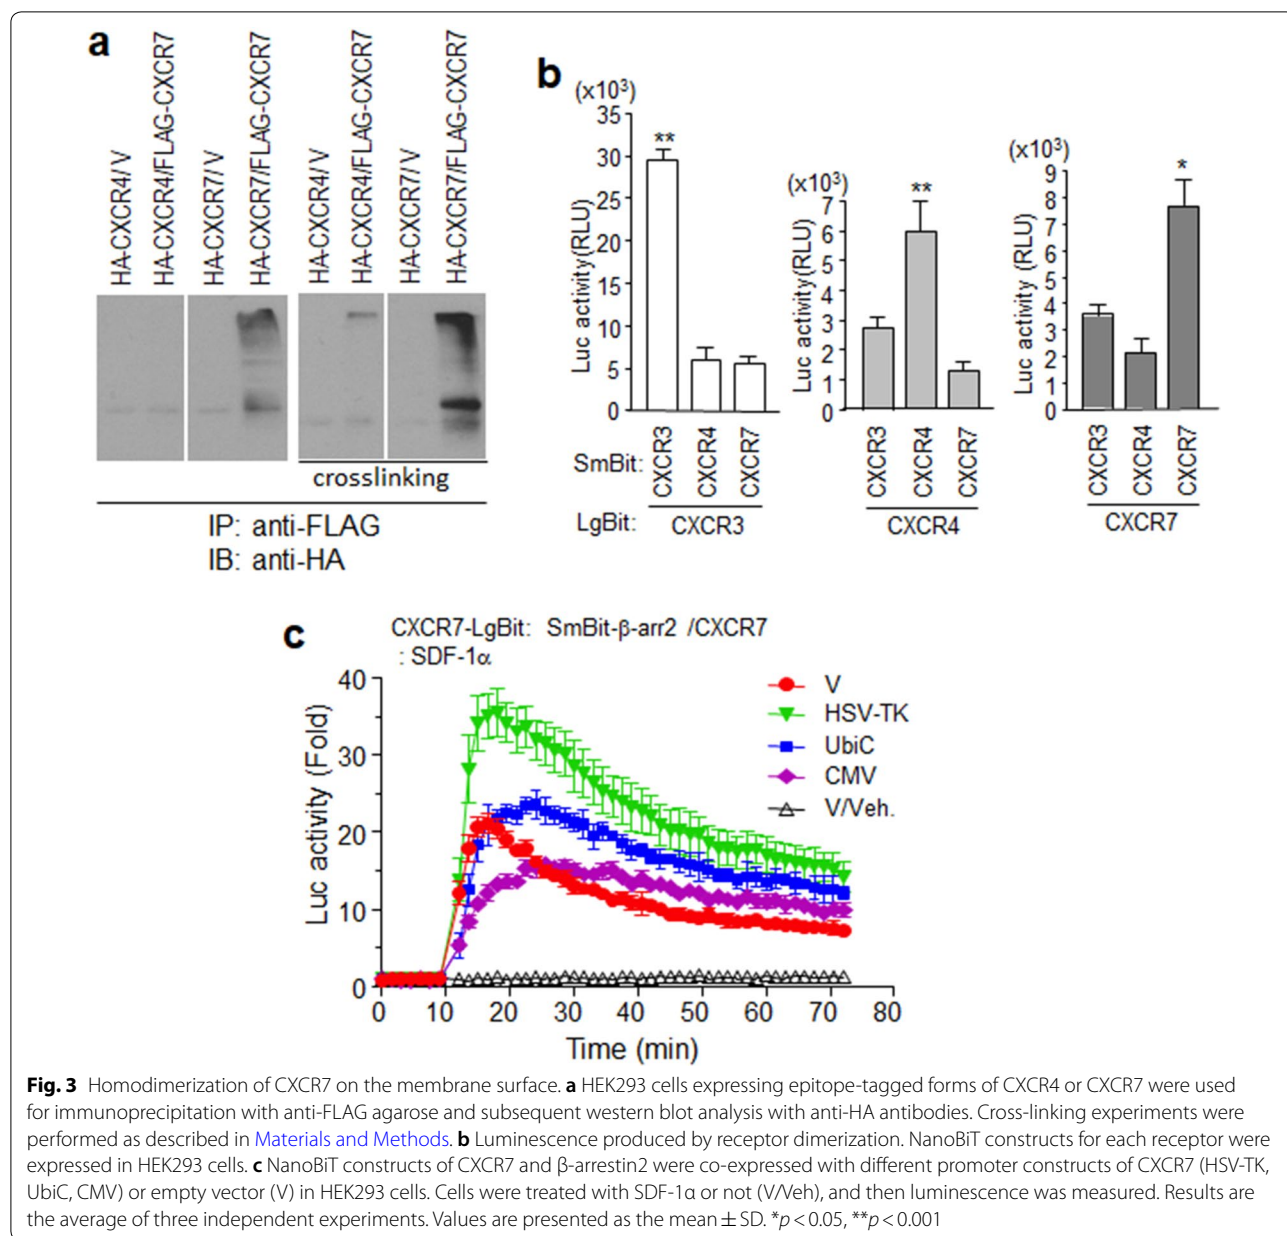 a
HA-CXCR4/V
HA-CXCR4/FLAG-CXCR7
HA-CXCR7/V
HA-CXCR7/FLAG-CXCR7
HA-CXCR4/V
HA-CXCR4/FLAG-CXCR7
HA-CXCR7/V
HA-CXCR7/FLAG-CXCR7
crosslinking
IP: anti-FLAG
IB: anti-HA
b
(x10³)
Luc activity(RLU)
35
30
25
20
15
10
5
0
**
(x10³)
Luc activity(RLU)
7
6
5
4
3
2
1
0
**
(x10³)
Luc activity (RLU)
9
8
7
6
5
4
3
2
1
0
*
SmBit:
CXCR3
CXCR4
CXCR7
CXCR3
CXCR4
CXCR7
CXCR3
CXCR4
CXCR7
LgBit:
CXCR3
CXCR4
CXCR7
c
CXCR7-LgBit: SmBit-β-arr2 /CXCR7
: SDF-1α
Luc activity (Fold)
40
30
20
10
0
V
HSV-TK
UbiC
CMV
V/Veh.
0 10 20 30 40 50 60 70 80
Time (min)
Fig. 3 Homodimerization of CXCR7 on the membrane surface. a HEK293 cells expressing epitope-tagged forms of CXCR4 or CXCR7 were used
for immunoprecipitation with anti-FLAG agarose and subsequent western blot analysis with anti-HA antibodies. Cross-linking experiments were
performed as described in Materials and Methods. b Luminescence produced by receptor dimerization. NanoBiT constructs for each receptor were
expressed in HEK293 cells. c NanoBiT constructs of CXCR7 and β-arrestin2 were co-expressed with different promoter constructs of CXCR7 (HSV-TK,
UbiC, CMV) or empty vector (V) in HEK293 cells. Cells were treated with SDF-1α or not (V/Veh), and then luminescence was measured. Results are
the average of three independent experiments. Values are presented as the mean ± SD. *p < 0.05, **p < 0.001